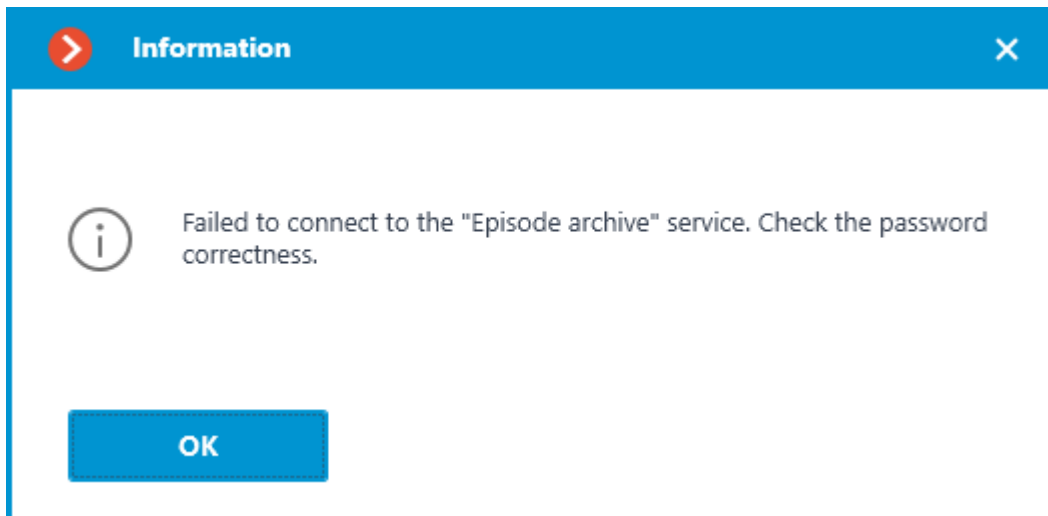 Information
Failed to connect to the "Episode archive" service. Check the password
correctness.
OK